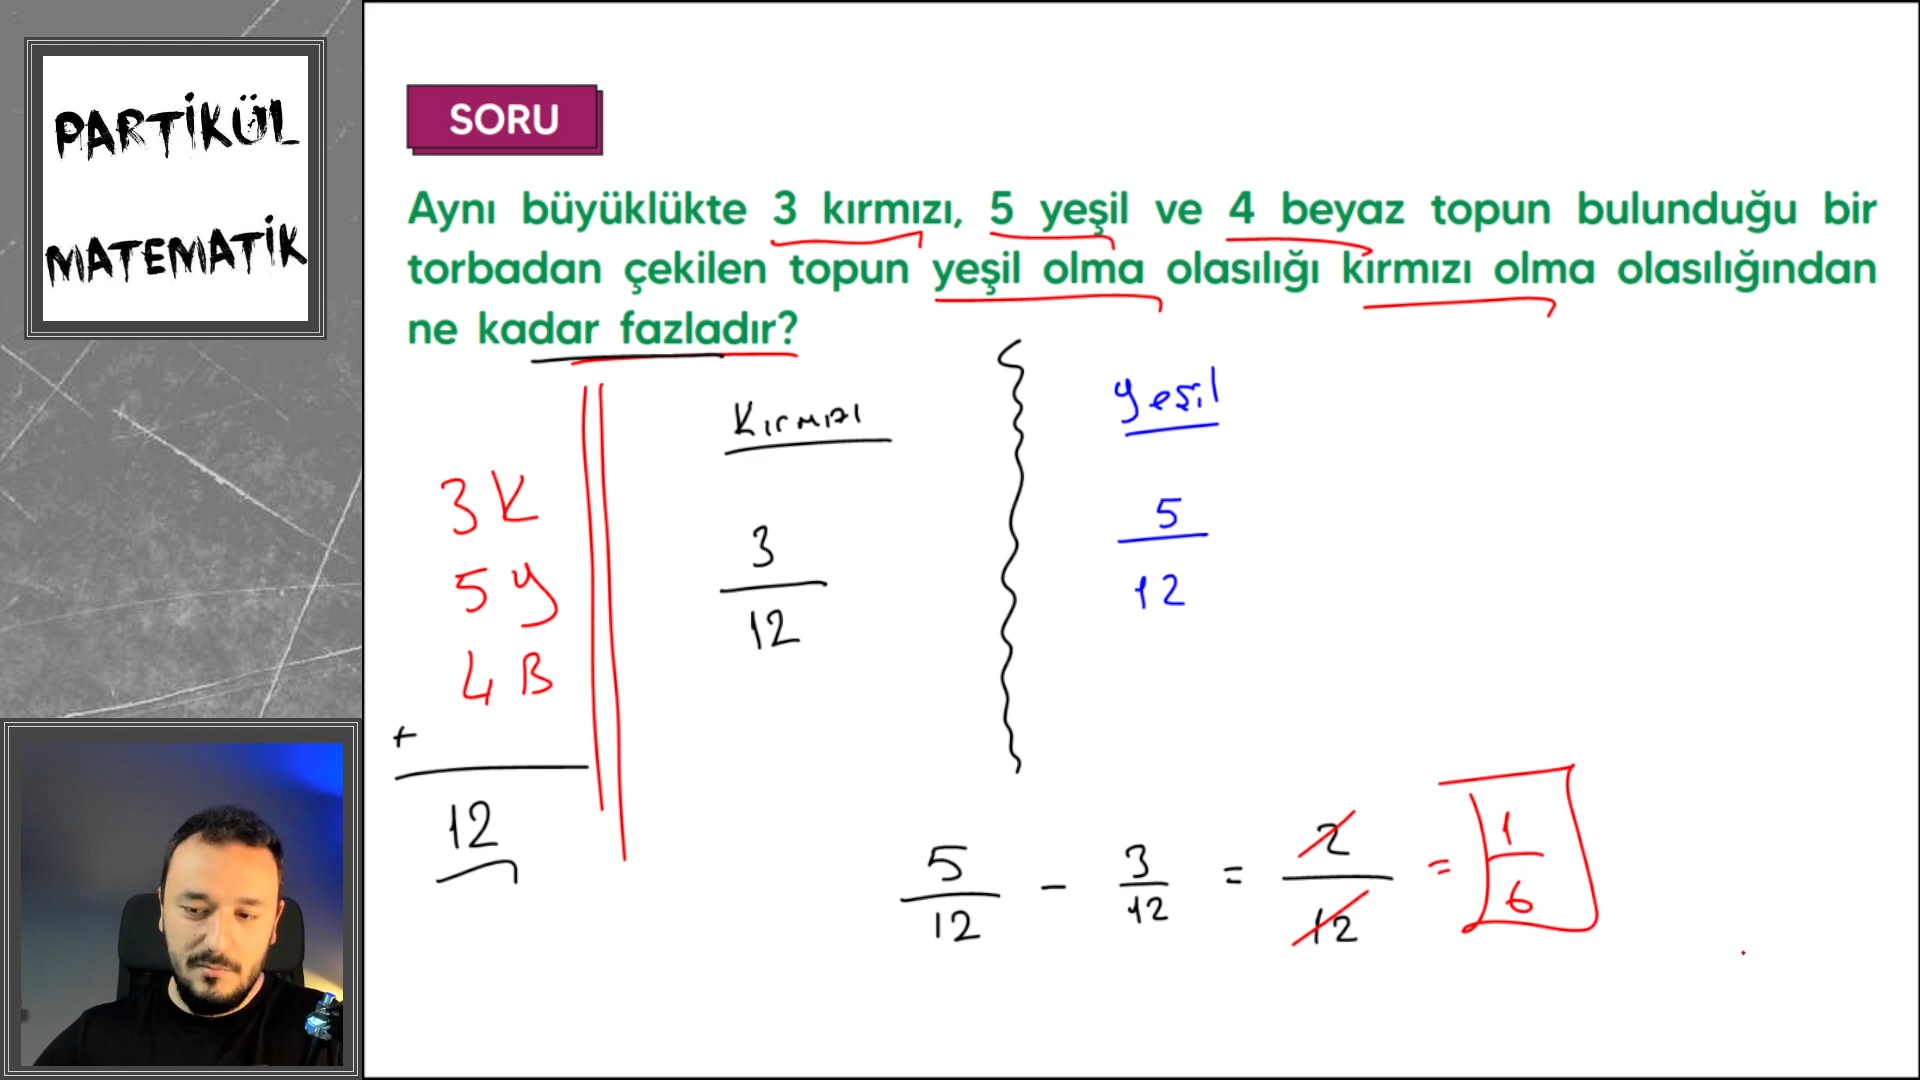 PARTİKÜL
MATEMATİK
SORU
Aynı büyüklükte 3 kırmızı, 5 yeşil ve 4 beyaz topun bulunduğu bir
torbadan çekilen topun yeşil olma olasılığı kırmızı olma olasılığından
ne kadar fazladır?
3K
5y
4B
+
12
Kırmızı
3
12
Yeşil
5
12
5/12 - 3/12 = 2/12 = 1/6